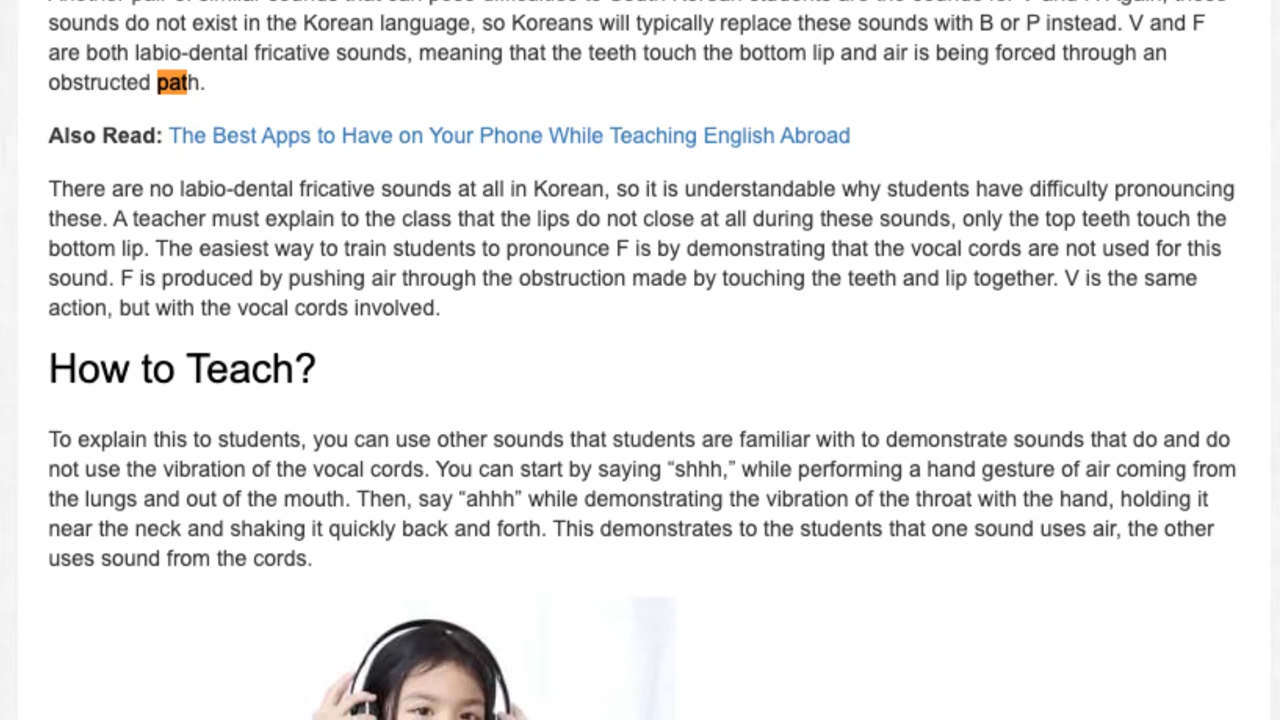 sounds do not exist in the Korean language, so Koreans will typically replace these sounds with B or P instead. V and F
are both labio-dental fricative sounds, meaning that the teeth touch the bottom lip and air is being forced through an
obstructed path.
Also Read: The Best Apps to Have on Your Phone While Teaching English Abroad
There are no labio-dental fricative sounds at all in Korean, so it is understandable why students have difficulty pronouncing
these. A teacher must explain to the class that the lips do not close at all during these sounds, only the top teeth touch the
bottom lip. The easiest way to train students to pronounce F is by demonstrating that the vocal cords are not used for this
sound. F is produced by pushing air through the obstruction made by touching the teeth and lip together. V is the same
action, but with the vocal cords involved.
How to Teach?
To explain this to students, you can use other sounds that students are familiar with to demonstrate sounds that do and do
not use the vibration of the vocal cords. You can start by saying “shhh,” while performing a hand gesture of air coming from
the lungs and out of the mouth. Then, say “ahhh” while demonstrating the vibration of the throat with the hand, holding it
near the neck and shaking it quickly back and forth. This demonstrates to the students that one sound uses air, the other
uses sound from the cords.